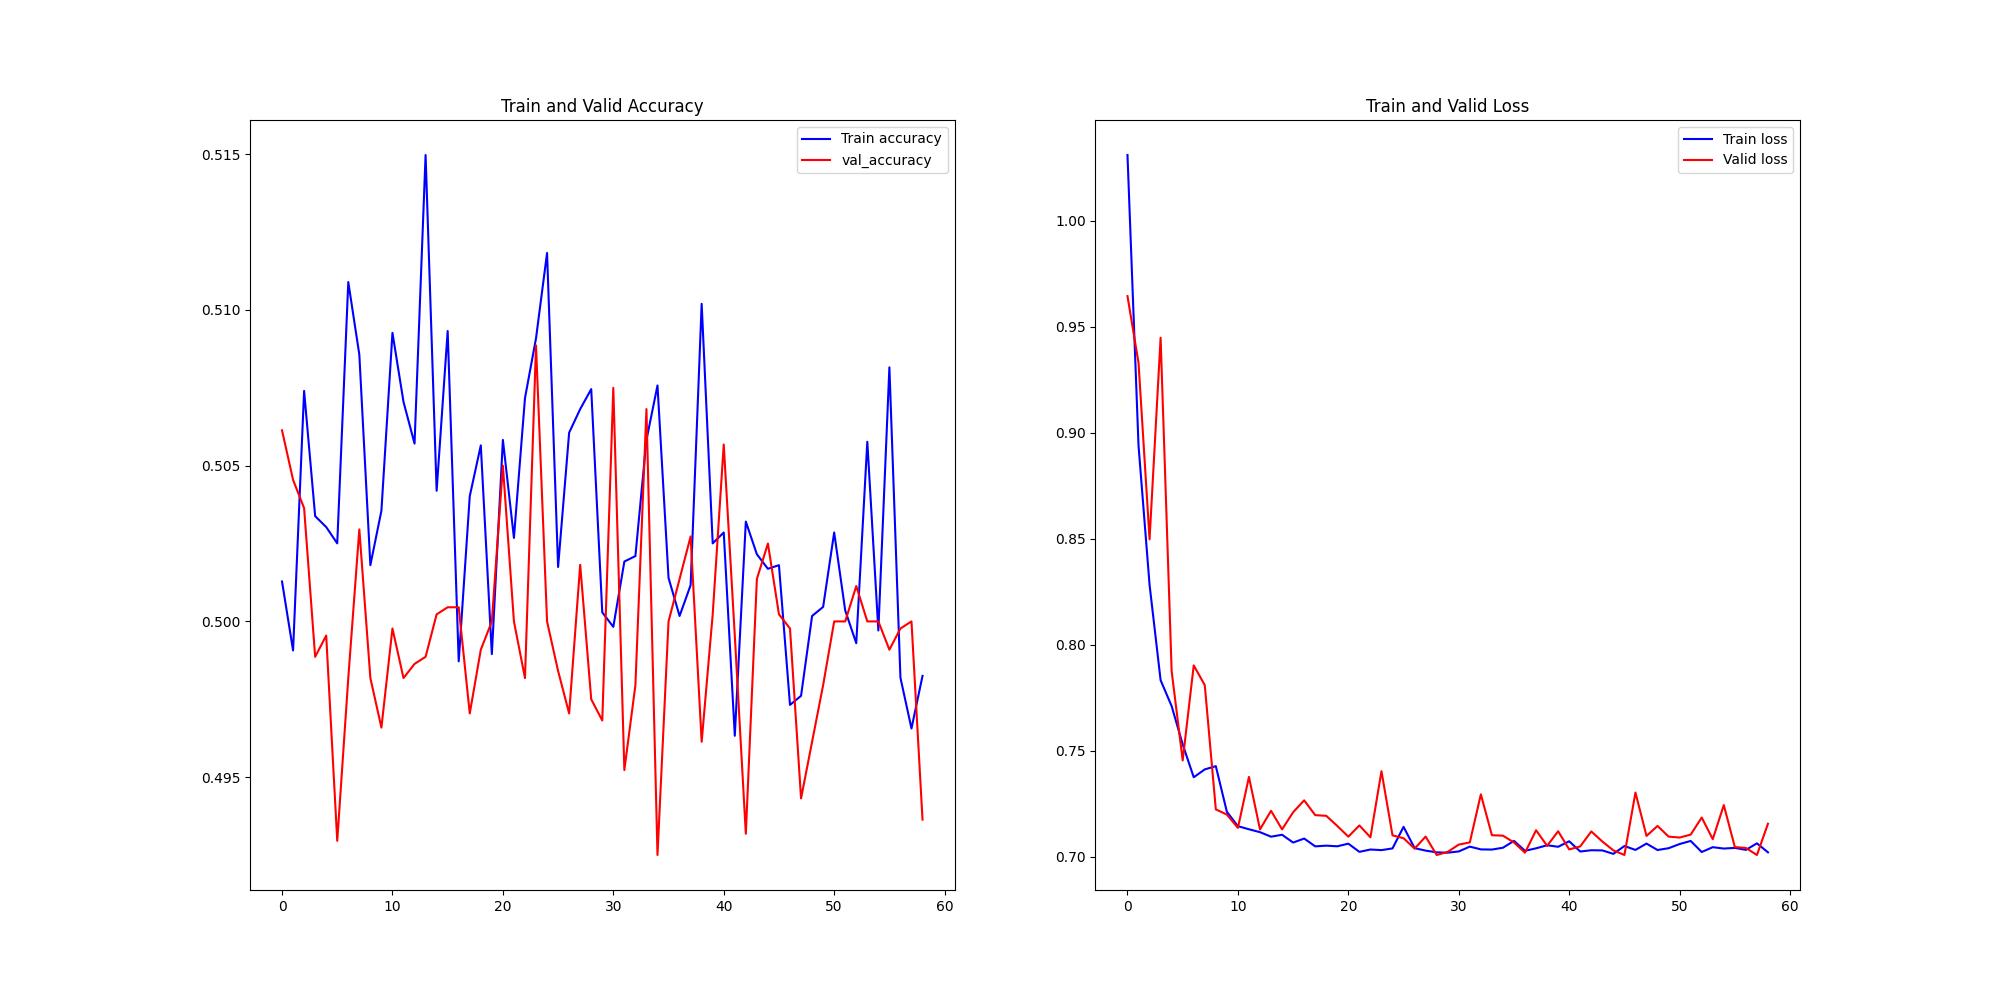 Train and Valid Accuracy
Train accuracy
val_accuracy
0.515
0.510
0.505
0.500
0.495
0 10 20 30 40 50 60
Train and Valid Loss
Train loss
Valid loss
1.00
0.95
0.90
0.85
0.80
0.75
0.70
0 10 20 30 40 50 60